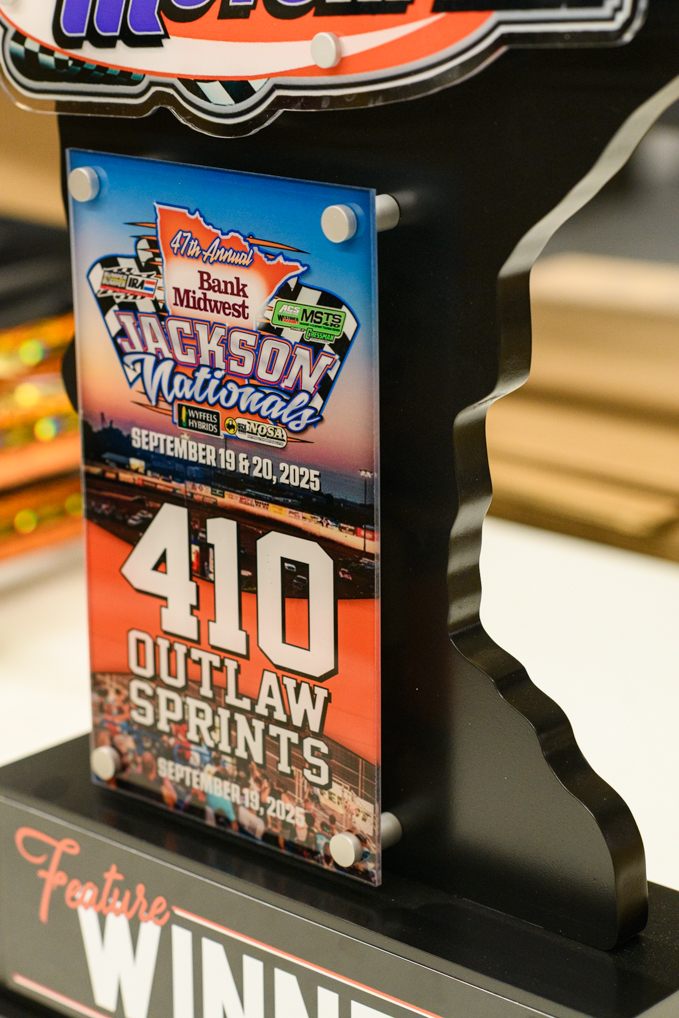 47th Annual
Bank
Midwest
IRA
MSTS
JACKSON
Nationals
WYFFELS
HYBRIDS
NOSA
SEPTEMBER 19 & 20, 2025
410
OUTLAW
SPRINTS
SEPTEMBER 19, 2025
Feature